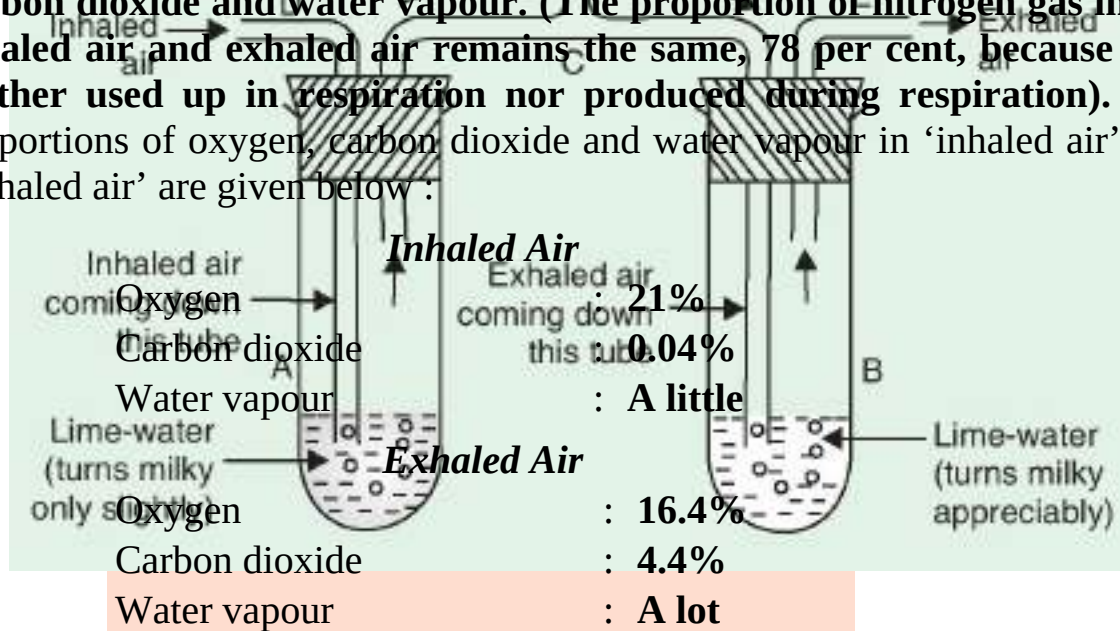 bon dioxide and water vapour. (The proportion of nitrogen gas in
aled air and exhaled air remains the same, 78 per cent, because
ther used up in respiration nor produced during respiration).
portions of oxygen, carbon dioxide and water vapour in ‘inhaled air’
haled air’ are given below :
Inhaled
air
C
Exhaled
air
Inhaled Air
Oxygen : 21%
Carbon dioxide : 0.04%
Water vapour : A little
Exhaled Air
Oxygen : 16.4%
Carbon dioxide : 4.4%
Water vapour : A lot
Inhaled air
coming down
this tube
A
Exhaled air
coming down
this tube
B
Lime-water
(turns milky
only slightly)
Lime-water
(turns milky
appreciably)